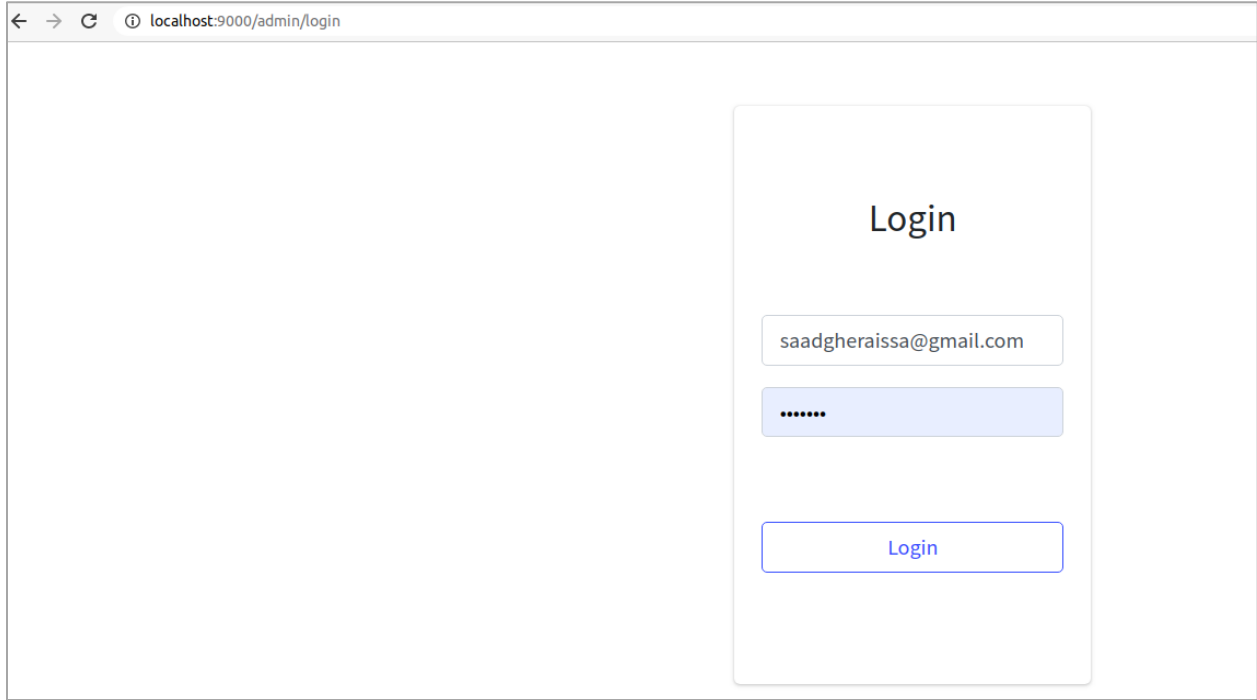 localhost:9000/admin/login
Login
saadgheraissa@gmail.com
•••••••
Login